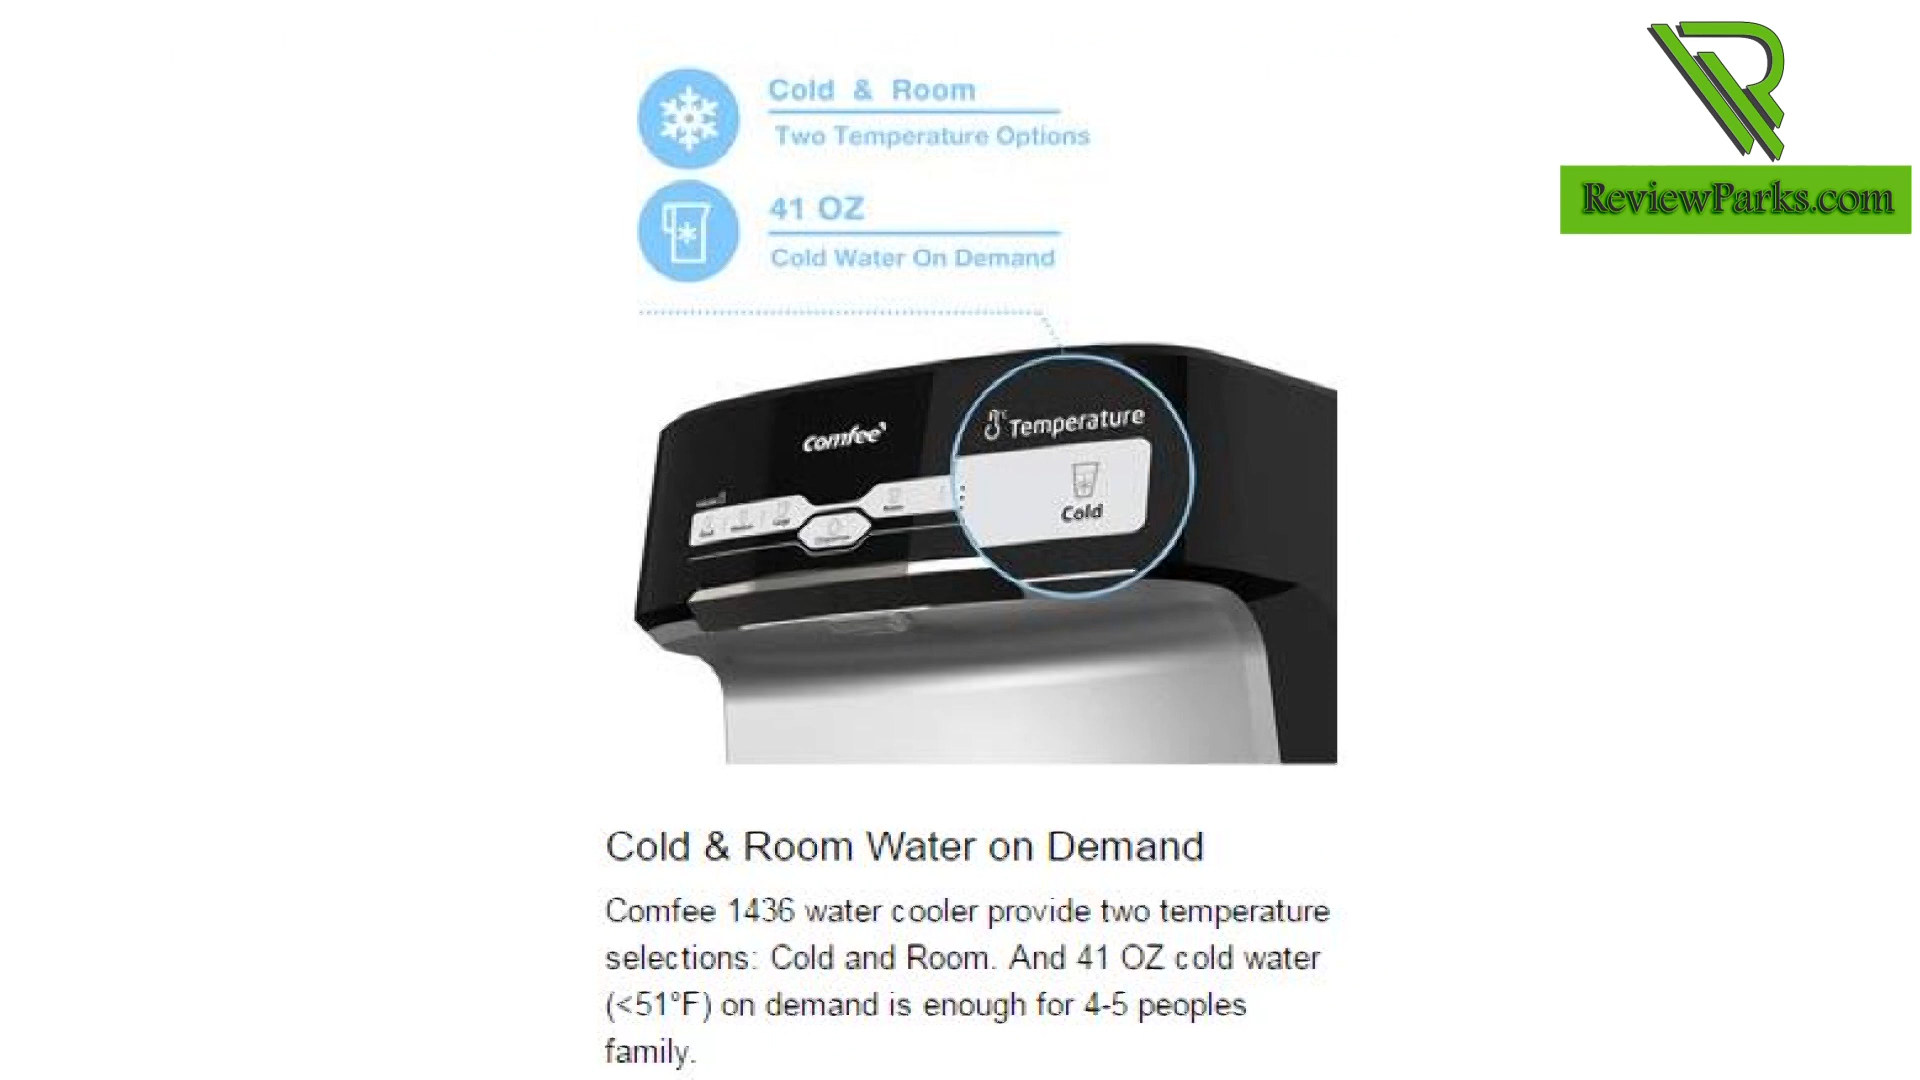 Cold & Room
Two Temperature Options
41 OZ
Cold Water On Demand
ReviewParks.com
comfee'
Temperature
Cold
Cold & Room Water on Demand
Comfee 1436 water cooler provide two temperature
selections: Cold and Room. And 41 OZ cold water
(<51°F) on demand is enough for 4-5 peoples
family.